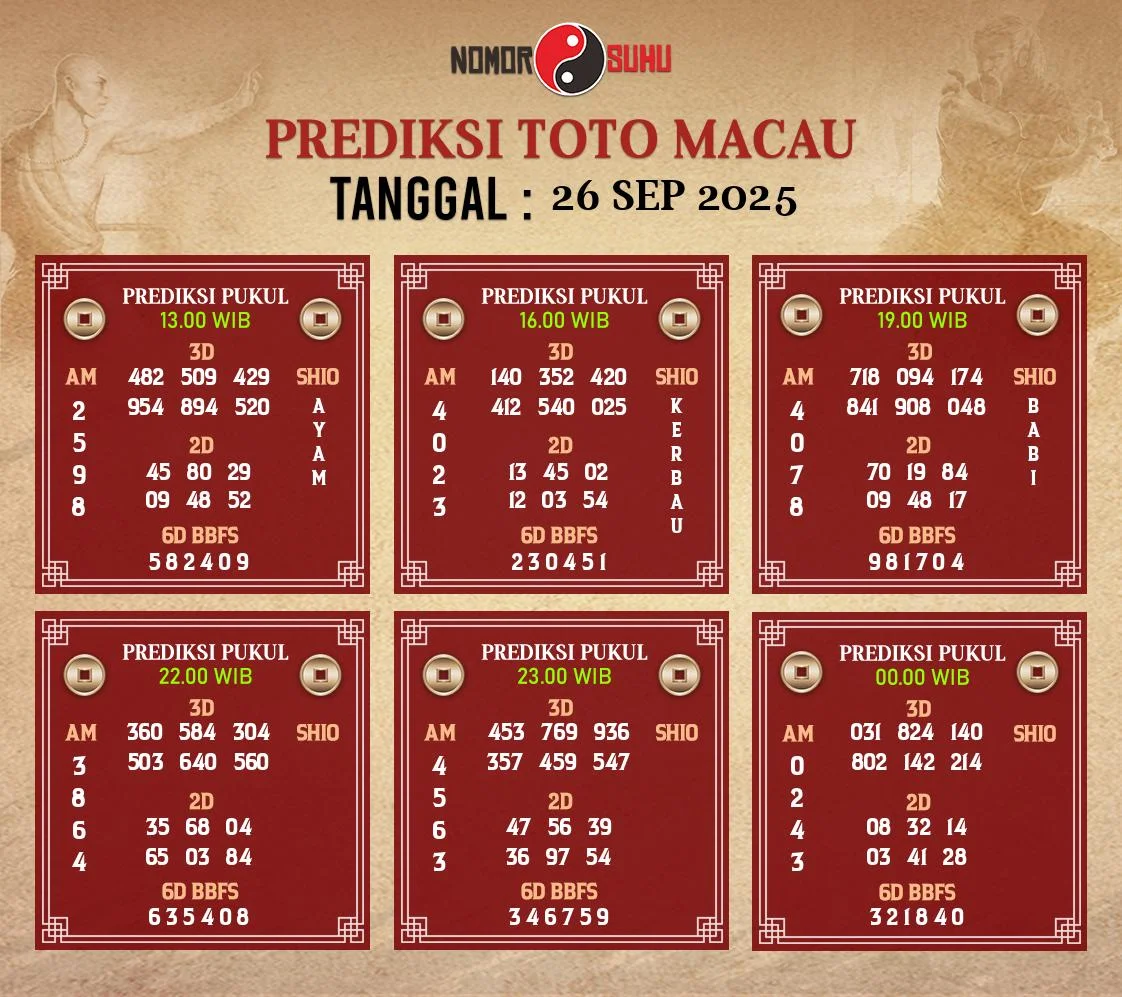 NOMOR SUHU
PREDIKSI TOTO MACAU
TANGGAL : 26 SEP 2025
PREDIKSI PUKUL
13.00 WIB
3D
AM 482 509 429 SHIO
954 894 520
2D
45 80 29
09 48 52
2
5
9
8
A
Y
A
M
6D BBFS
582409
PREDIKSI PUKUL
16.00 WIB
3D
AM 140 352 420 SHIO
412 540 025
2D
13 45 02
12 03 54
4
0
2
3
K
E
R
B
A
U
6D BBFS
230451
PREDIKSI PUKUL
19.00 WIB
3D
AM 718 094 174 SHIO
841 908 048
2D
70 19 84
09 48 17
4
0
7
8
B
A
B
I
6D BBFS
981704
PREDIKSI PUKUL
22.00 WIB
3D
AM 360 584 304 SHIO
503 640 560
2D
35 68 04
65 03 84
3
8
6
4
6D BBFS
635408
PREDIKSI PUKUL
23.00 WIB
3D
AM 453 769 936 SHIO
357 459 547
2D
47 56 39
36 97 54
4
5
6
3
6D BBFS
346759
PREDIKSI PUKUL
00.00 WIB
3D
AM 031 824 140 SHIO
802 142 214
2D
08 32 14
03 41 28
0
2
4
3
6D BBFS
321840